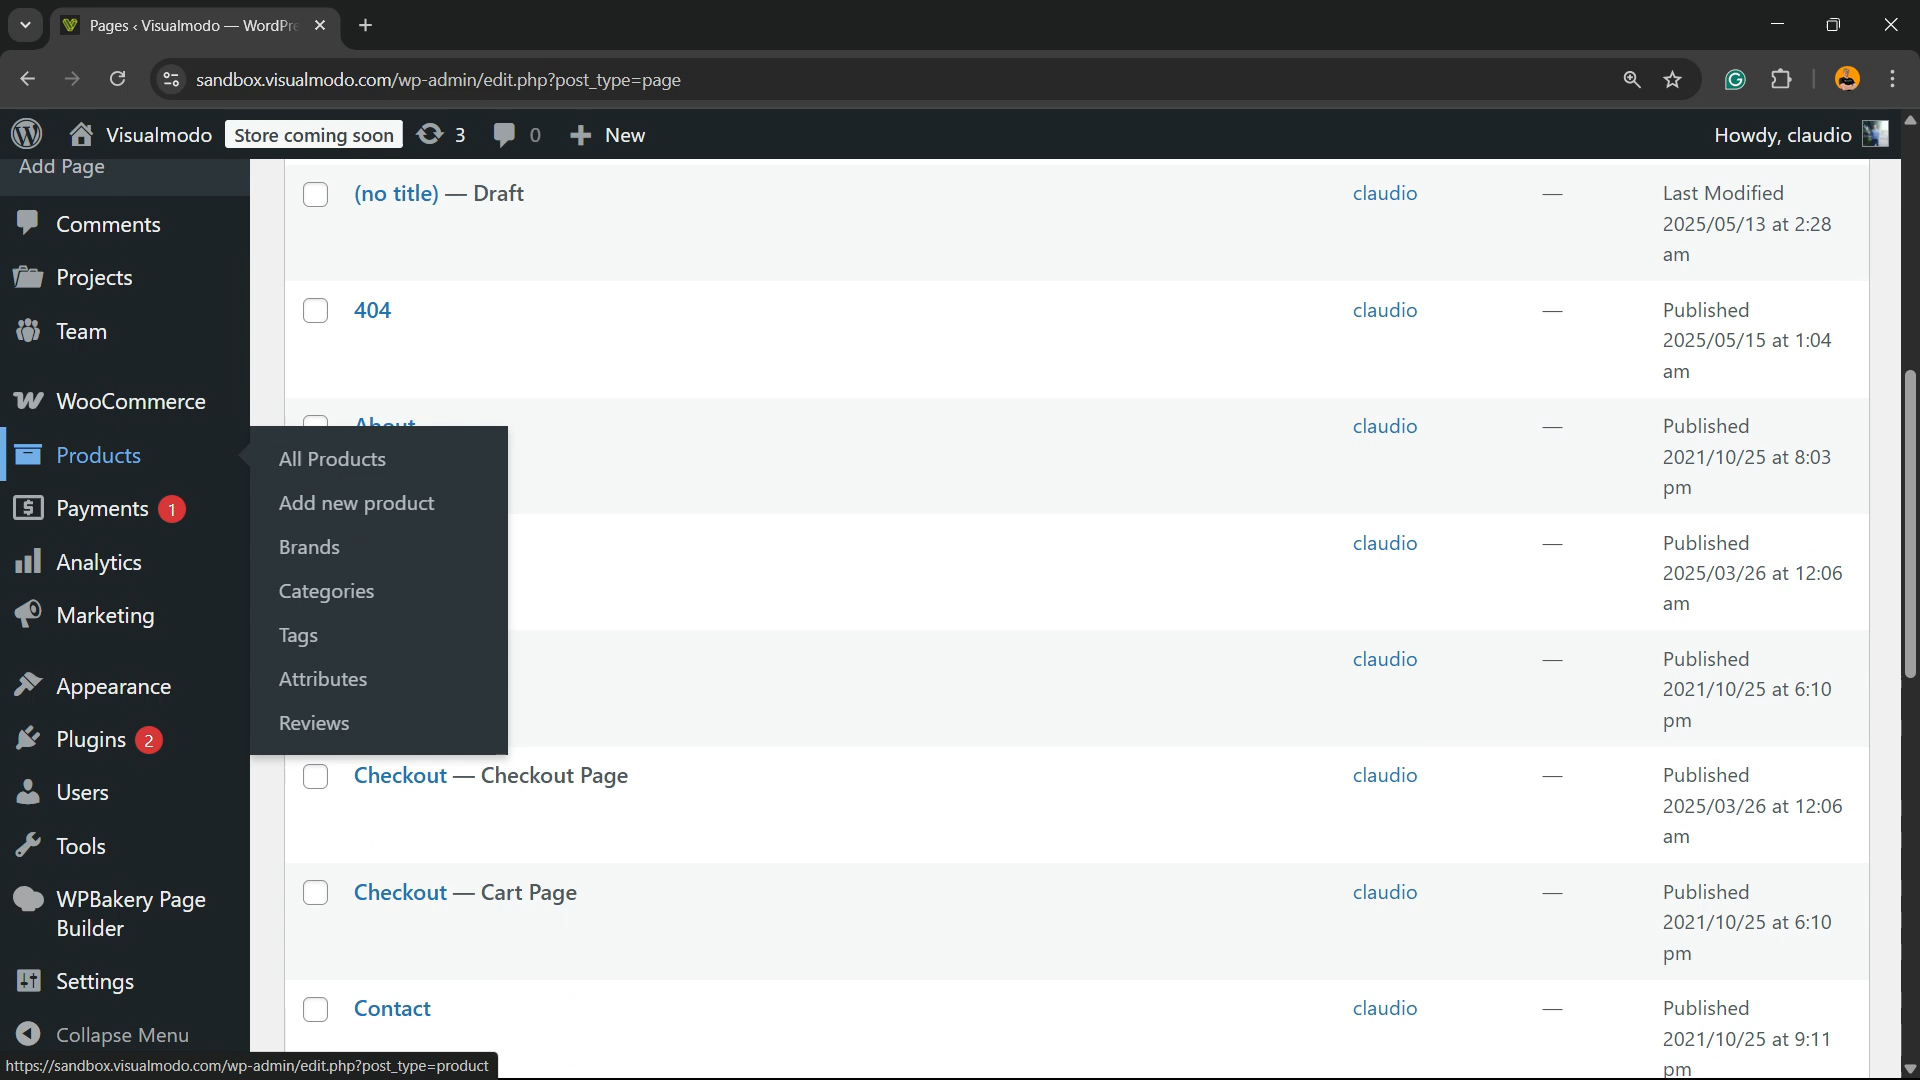 Pages ‹ Visualmodo — WordPre
sandbox.visualmodo.com/wp-admin/edit.php?post_type=page
Visualmodo Store coming soon 3 0 New Howdy, claudio
Add Page
Comments
Projects
Team
WooCommerce
Products
Payments 1
Analytics
Marketing
Appearance
Plugins 2
Users
Tools
WPBakery Page
Builder
Settings
Collapse Menu
All Products
Add new product
Brands
Categories
Tags
Attributes
Reviews
(no title) — Draft claudio — Last Modified
2025/05/13 at 2:28
am
404 claudio — Published
2025/05/15 at 1:04
am
About claudio — Published
2021/10/25 at 8:03
pm
claudio — Published
2025/03/26 at 12:06
am
claudio — Published
2021/10/25 at 6:10
pm
Checkout — Checkout Page claudio — Published
2025/03/26 at 12:06
am
Checkout — Cart Page claudio — Published
2021/10/25 at 6:10
pm
Contact claudio — Published
2021/10/25 at 9:11
pm
https://sandbox.visualmodo.com/wp-admin/edit.php?post_type=product